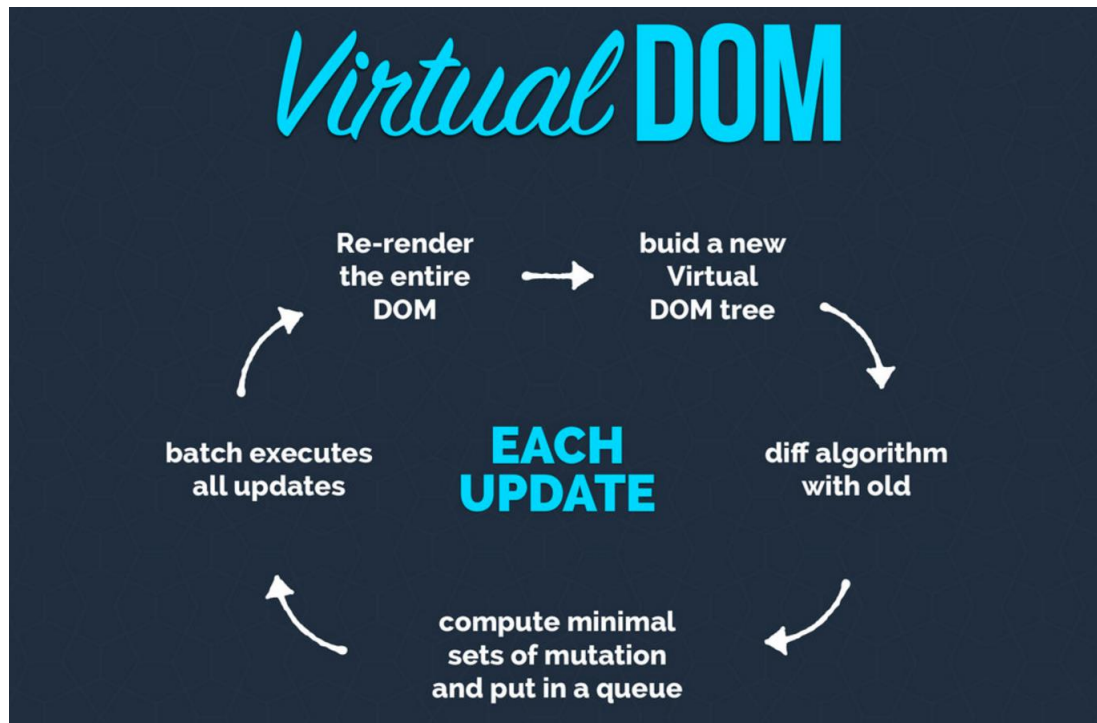 Virtual DOM
Re-render
the entire
DOM
buid a new
Virtual
DOM tree
diff algorithm
with old
compute minimal
sets of mutation
and put in a queue
batch executes
all updates
EACH
UPDATE